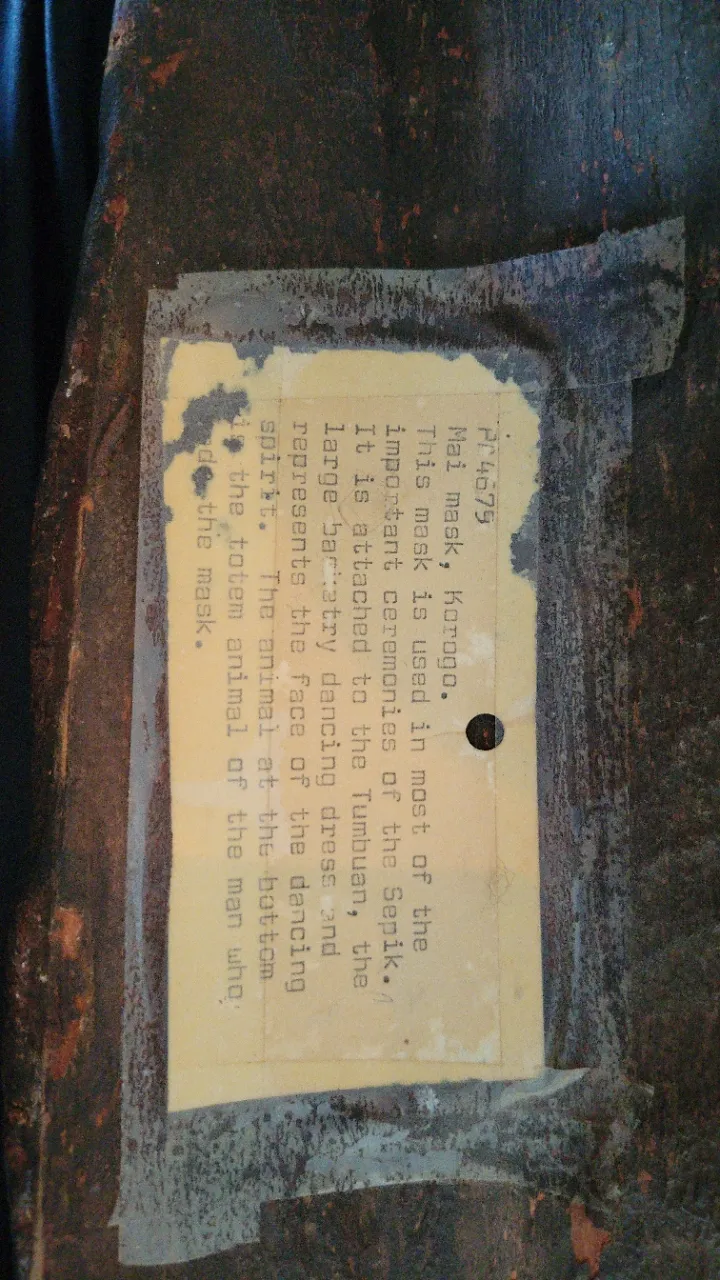 Mai mask, Korogo.
This mask is used in most of the
important ceremonies of the Sepik.
It is attached to the Tumbuan, the
large dancing dress and
represents the face of the dancing
spirit. The animal at the bottom
is the totem animal of the man who
the mask.